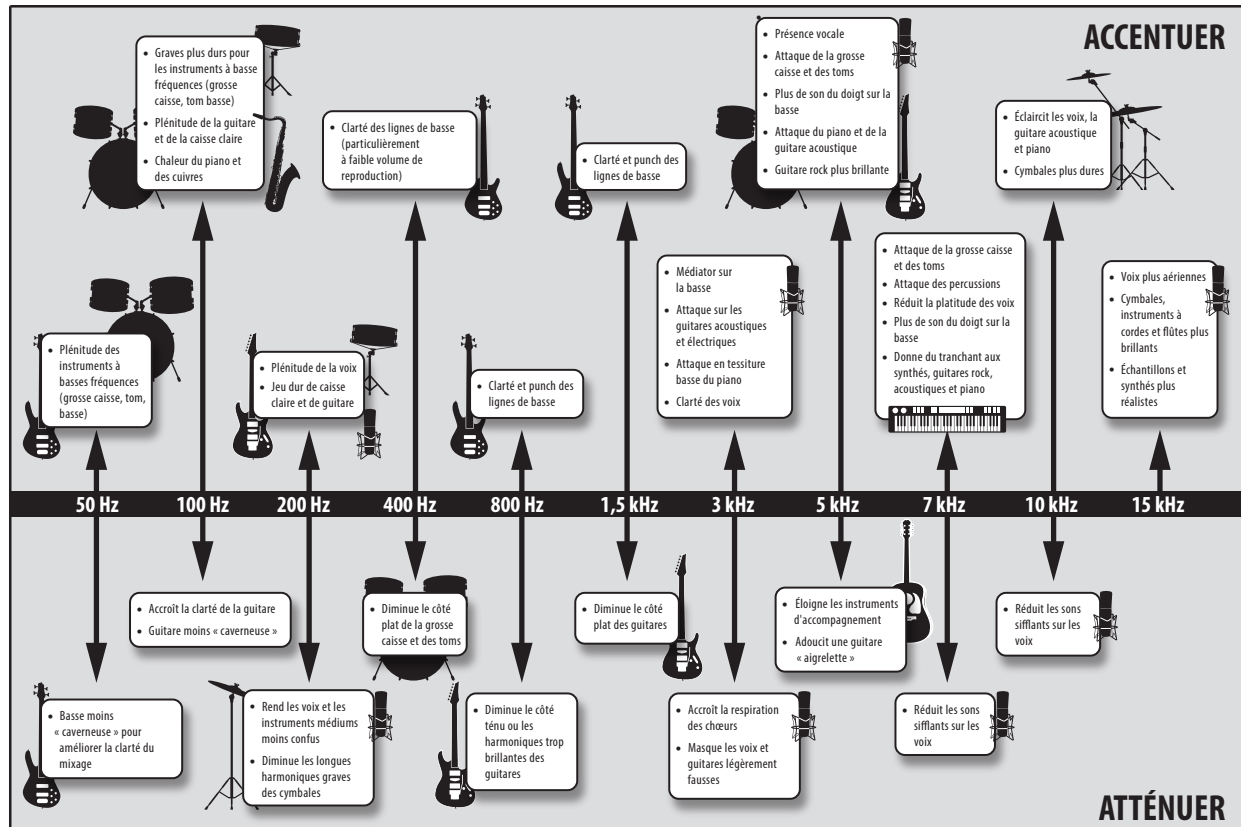 ACCENTUER
• Graves plus durs pour
les instruments à basse
fréquences (grosse
caisse, tom basse)
• Plénitude de la guitare
et de la caisse claire
• Chaleur du piano et
des cuivres
• Clarté des lignes de basse
(particulièrement
à faible volume de
reproduction)
• Clarté et punch des
lignes de basse
• Présence vocale
• Attaque de la grosse
caisse et des toms
• Plus de son du doigt sur la
basse
• Attaque du piano et de la
guitare acoustique
• Guitare rock plus brillante
• Éclaircit les voix, la
guitare acoustique
et piano
• Cymbales plus dures
• Plénitude des
instruments à
basses fréquences
(grosse caisse, tom,
basse)
• Plénitude de la voix
• Jeu dur de caisse
claire et de guitare
• Clarté et punch des
lignes de basse
• Médiator sur
la basse
• Attaque sur les
guitares acoustiques
et électriques
• Attaque en tessiture
basse du piano
• Clarté des voix
• Attaque de la grosse caisse
et des toms
• Attaque des percussions
• Réduit la platitude des voix
• Plus de son du doigt sur la
basse
• Donne du tranchant aux
synthés, guitares rock,
acoustiques et piano
• Voix plus aériennes
• Cymbales,
instruments à
cordes et flûtes plus
brillants
• Échantillons et
synthés plus
réalistes
50 Hz 100 Hz 200 Hz 400 Hz 800 Hz 1,5 kHz 3 kHz 5 kHz 7 kHz 10 kHz 15 kHz
• Accroît la clarté de la guitare
• Guitare moins « caverneuse »
• Diminue le côté
plat de la grosse
caisse et des toms
• Diminue le côté
plat des guitares
• Éloigne les instruments
d'accompagnement
• Adoucit une guitare
« aigrelette »
• Réduit les sons
sifflants sur les
voix
• Basse moins
« caverneuse » pour
améliorer la clarté du
mixage
• Rend les voix et les
instruments médiums
moins confus
• Diminue les longues
harmoniques graves
des cymbales
• Diminue le côté
ténu ou les
harmoniques trop
brillantes des
guitares
• Accroît la respiration
des chœurs
• Masque les voix et
guitares légèrement
fausses
• Réduit les sons
sifflants sur les
voix
ATTÉNUER